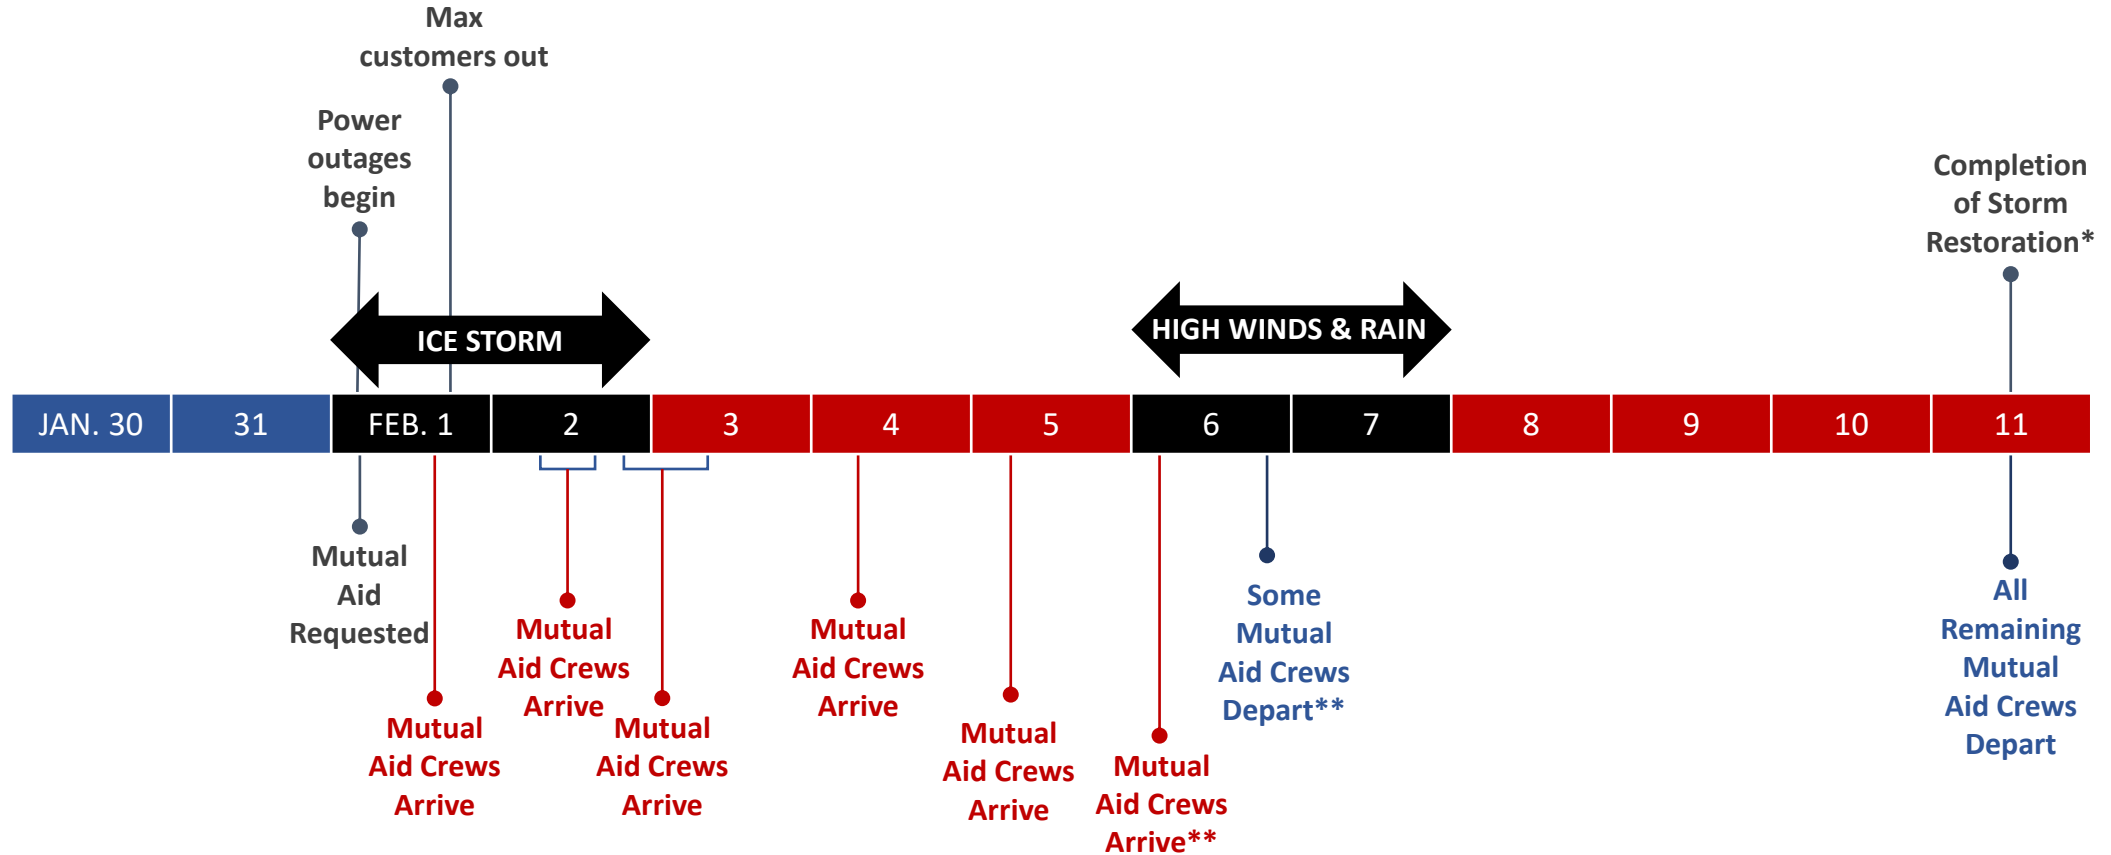 Max
customers out
Power
outages
begin
Completion
of Storm
Restoration*
ICE STORM
HIGH WINDS & RAIN
JAN. 30
31
FEB. 1
2
3
4
5
6
7
8
9
10
11
Mutual
Aid
Requested
Mutual
Aid Crews
Arrive
Mutual
Aid Crews
Arrive
Mutual
Aid Crews
Arrive
Mutual
Aid Crews
Arrive
Mutual
Aid Crews
Arrive
Mutual
Aid Crews
Arrive**
Some
Mutual
Aid Crews
Depart**
All
Remaining
Mutual
Aid Crews
Depart